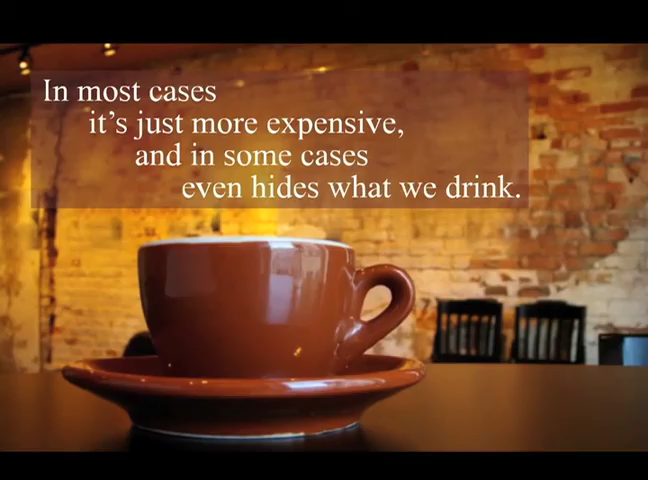 In most cases
it's just more expensive,
and in some cases
even hides what we drink.